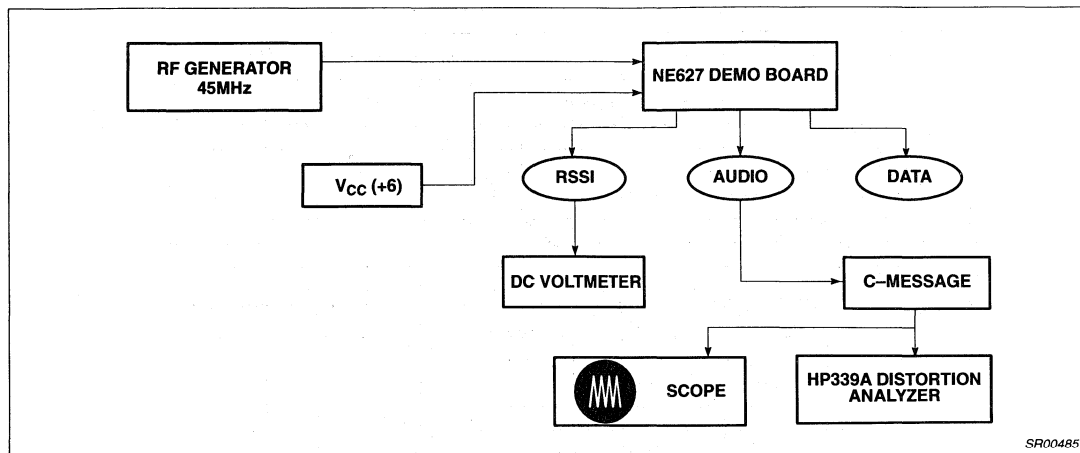 RF GENERATOR
45MHz
NE627 DEMO BOARD
VCC (+6)
RSSI
AUDIO
DATA
DC VOLTMETER
C–MESSAGE
SCOPE
HP339A DISTORTION
ANALYZER
SR00485